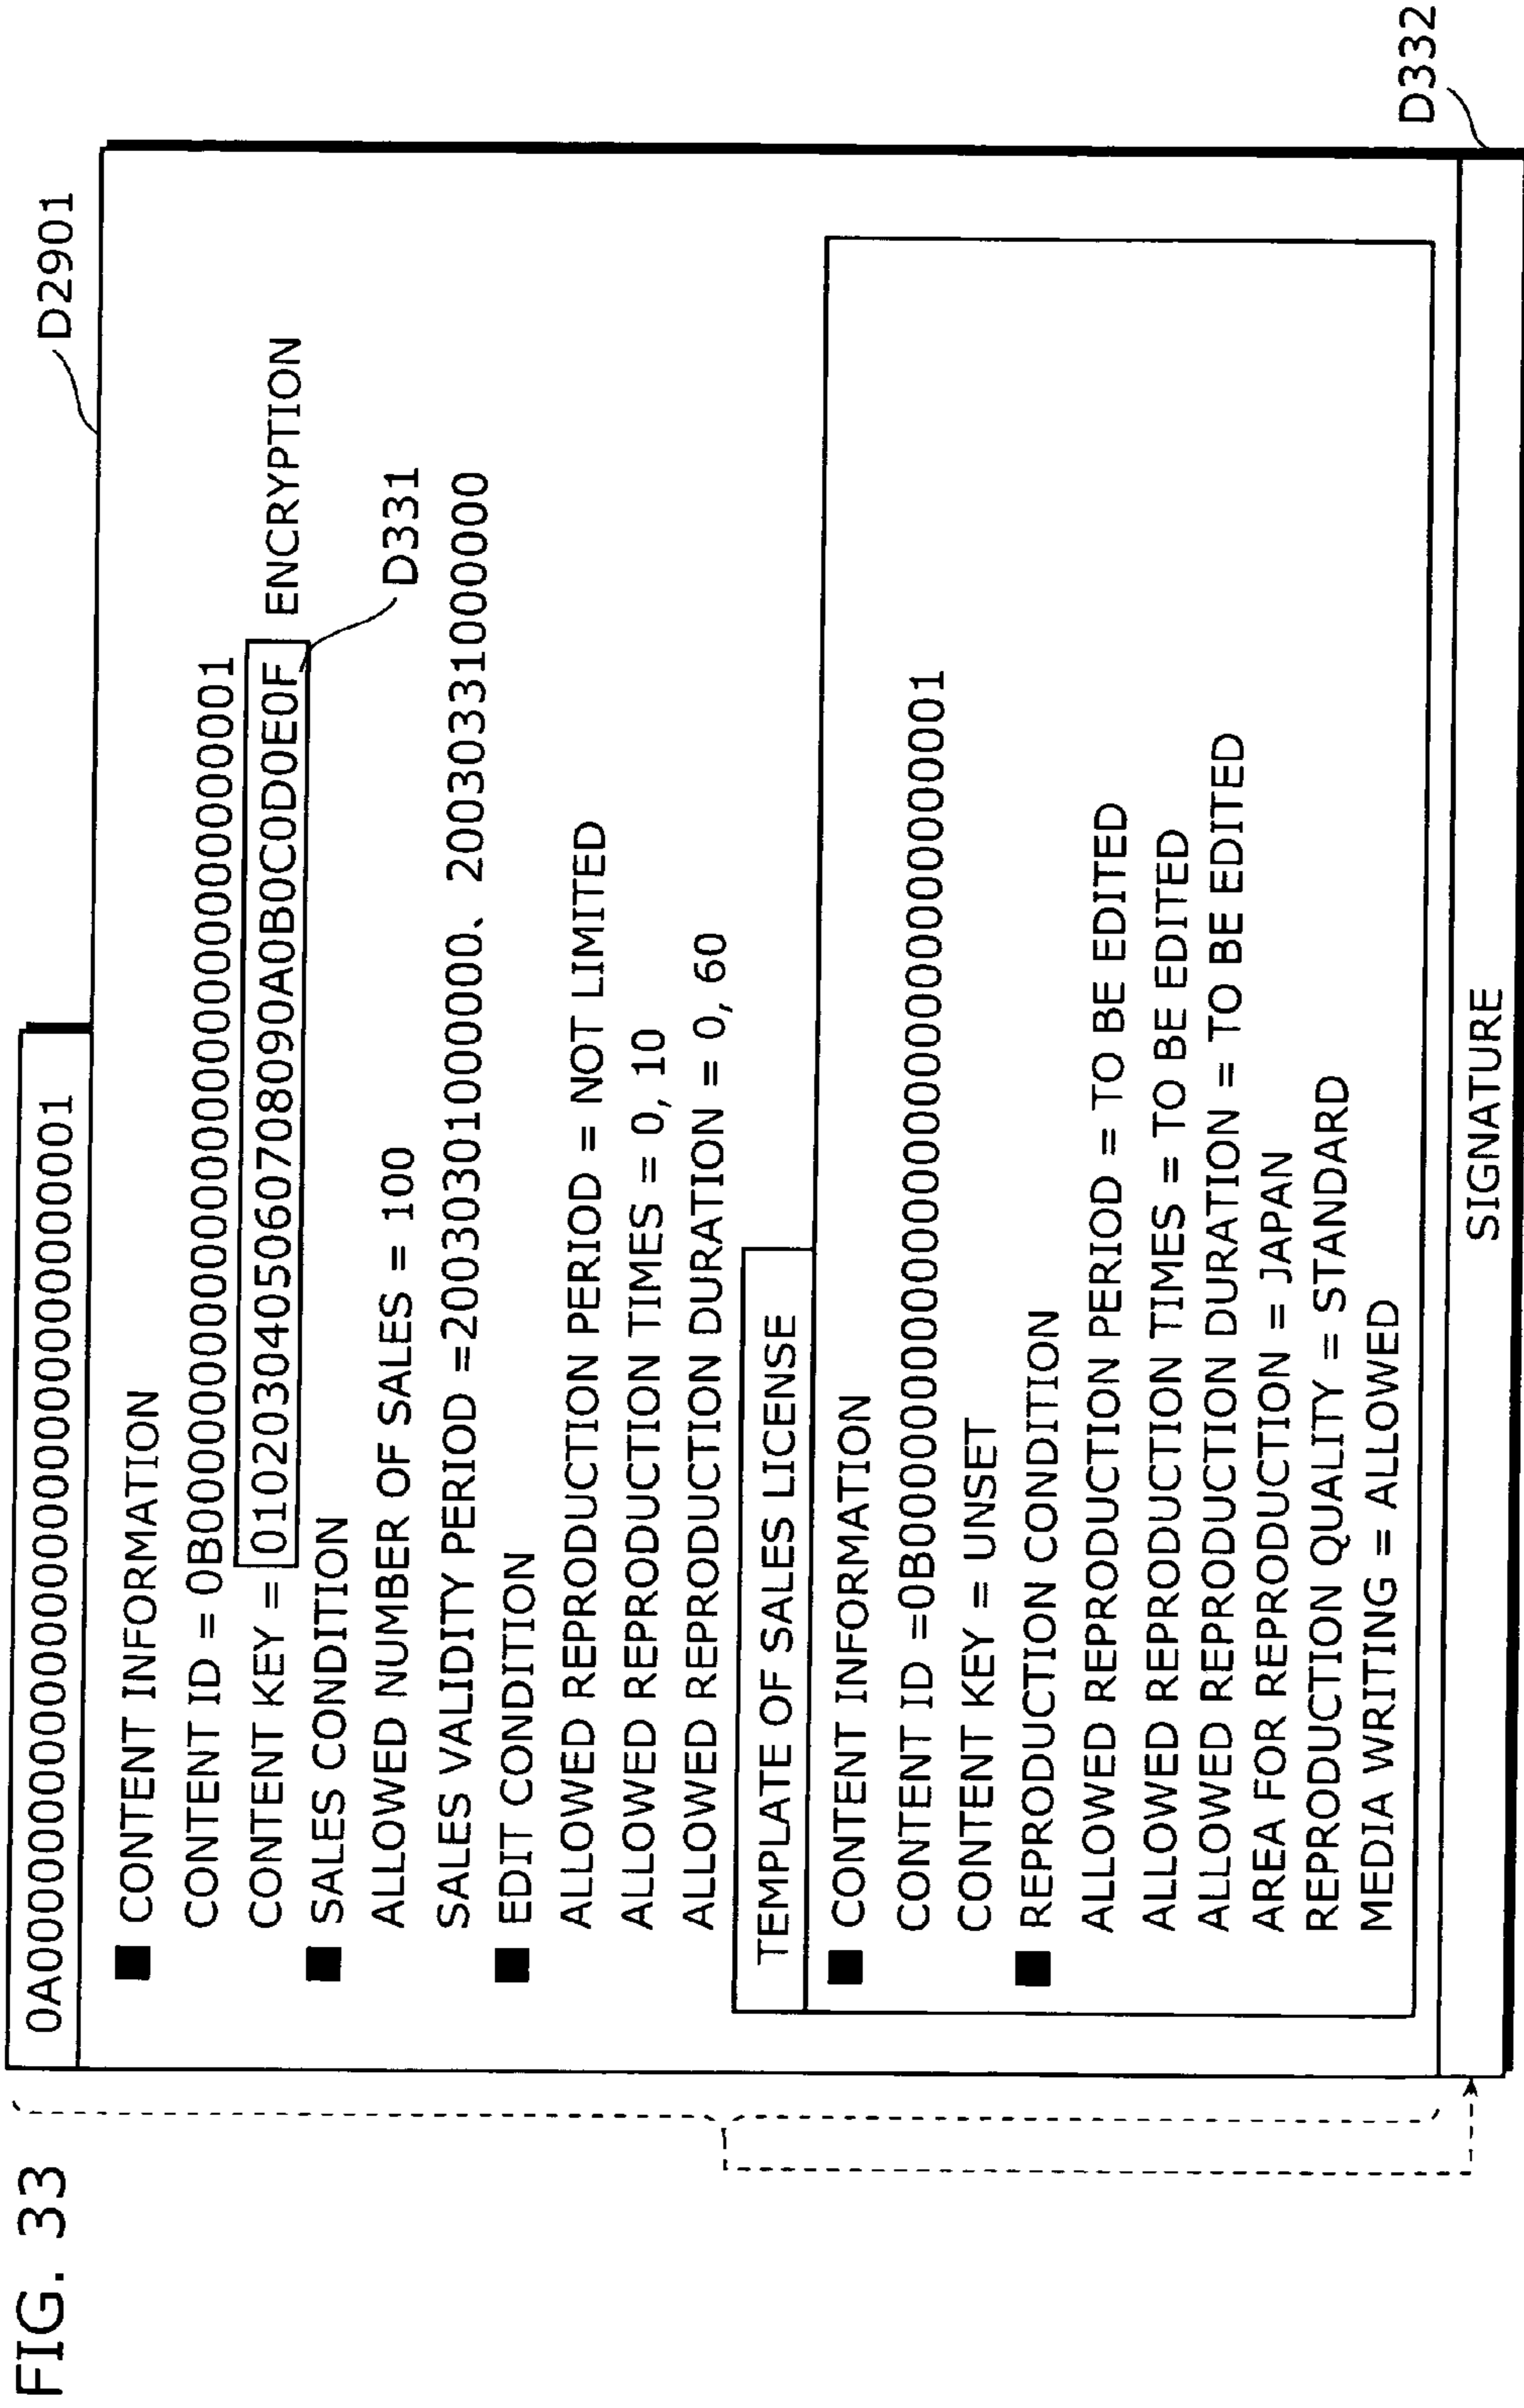 FIG. 33
0A000000000000000000000000000001
D2901
■ CONTENT INFORMATION
CONTENT ID = 0B000000000000000000000000000001
CONTENT KEY = 0102030405060708090A0B0C0D0E0F ENCRYPTION
D331
■ SALES CONDITION
ALLOWED NUMBER OF SALES = 100
SALES VALIDITY PERIOD =20030301000000、 20030331000000
■ EDIT CONDITION
ALLOWED REPRODUCTION PERIOD = NOT LIMITED
ALLOWED REPRODUCTION TIMES = 0, 10
ALLOWED REPRODUCTION DURATION = 0, 60
TEMPLATE OF SALES LICENSE
■ CONTENT INFORMATION
CONTENT ID =0B000000000000000000000000000001
CONTENT KEY = UNSET
■ REPRODUCTION CONDITION
ALLOWED REPRODUCTION PERIOD = TO BE EDITED
ALLOWED REPRODUCTION TIMES = TO BE EDITED
ALLOWED REPRODUCTION DURATION = TO BE EDITED
AREA FOR REPRODUCTION = JAPAN
REPRODUCTION QUALITY = STANDARD
MEDIA WRITING = ALLOWED
SIGNATURE
D332